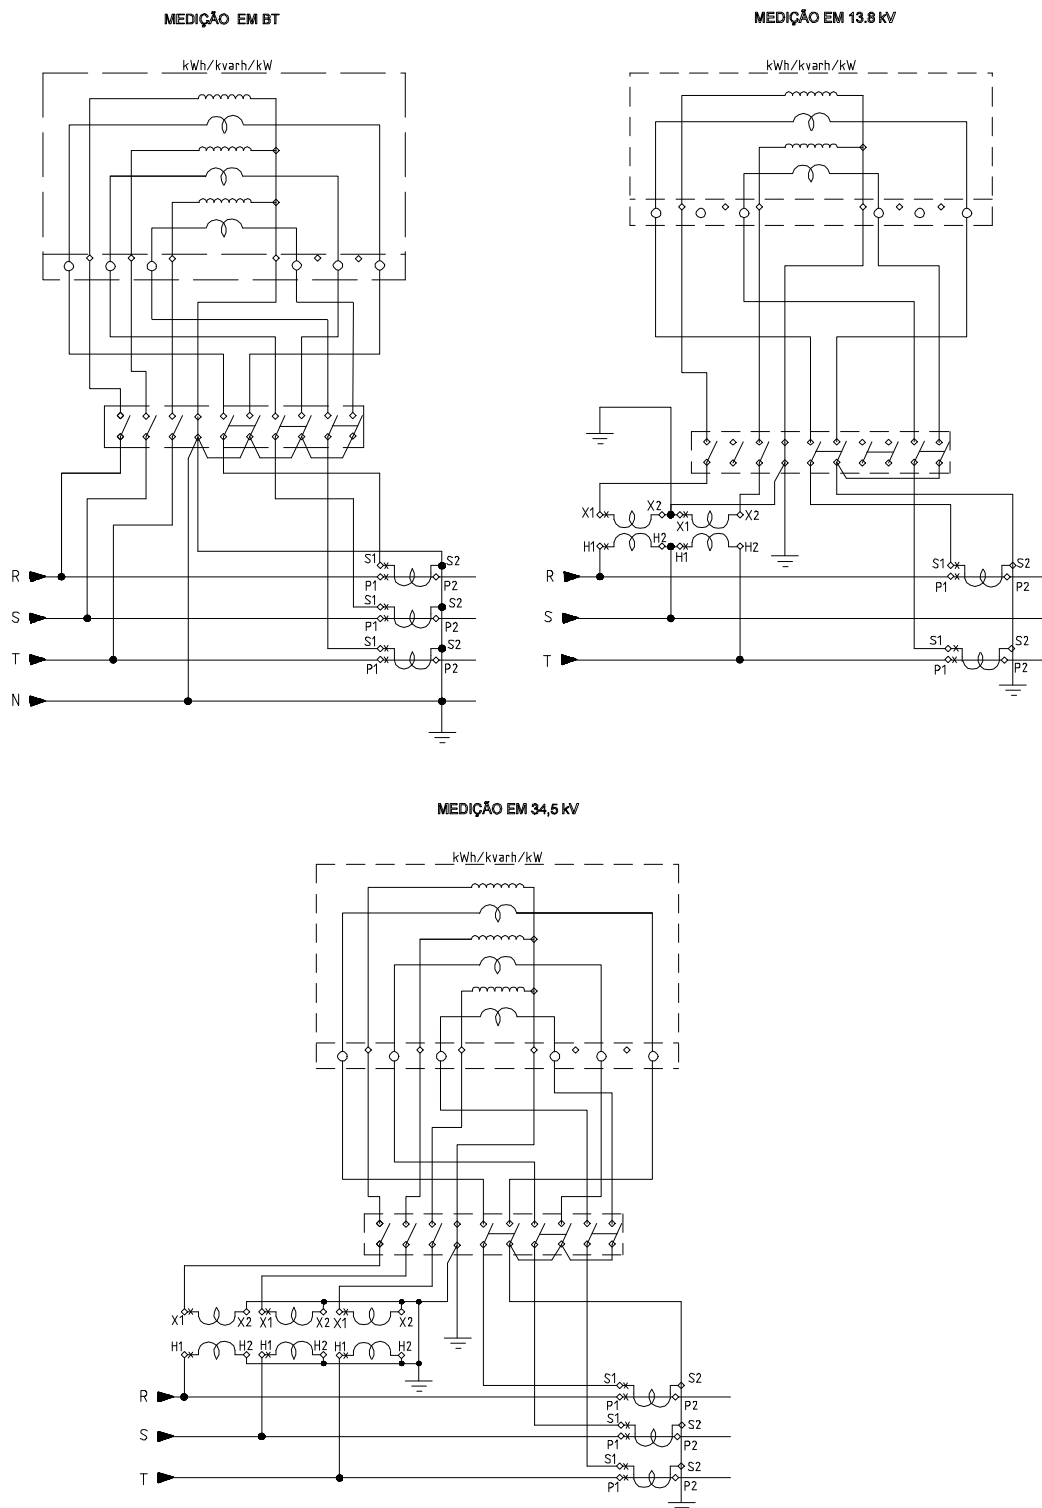 MEDIÇÃO EM BT
kWh/kvarh/kW
S1 S2
R P1 P2
S1 S2
S P1 P2
S1 S2
T P1 P2
N
MEDIÇÃO EM 13.8 kV
kWh/kvarh/kW
X1 X2 X1 X2
H1 H2 H1 H2
S1 S2
R P1 P2
S
S1 S2
T P1 P2
MEDIÇÃO EM 34,5 kV
kWh/kvarh/kW
X1 X2 X1 X2 X1 X2
H1 H2 H1 H2 H1 H2
S1 S2
R P1 P2
S1 S2
S P1 P2
S1 S2
T P1 P2